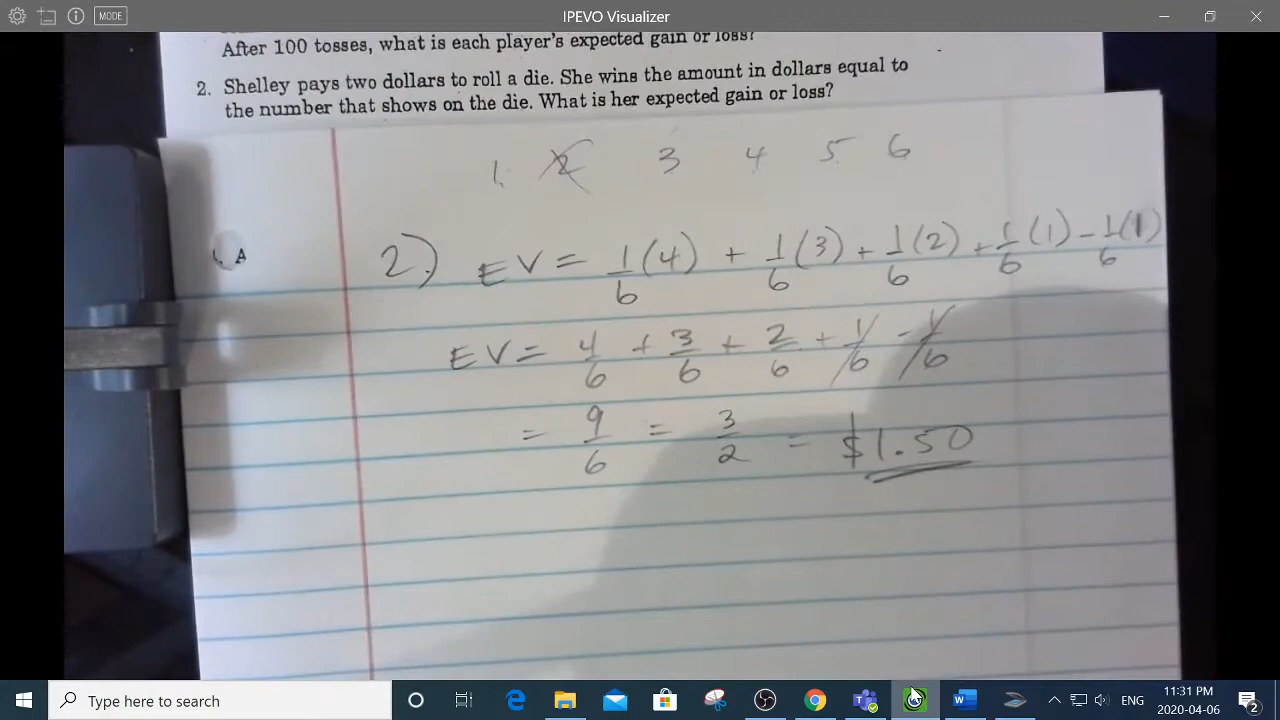 IPEVO Visualizer
MODE
After 100 tosses, what is each player's expected gain or loss?
2. Shelley pays two dollars to roll a die. She wins the amount in dollars equal to
the number that shows on the die. What is her expected gain or loss?
1. 2 3 4 5 6
A
2) EV = 1/6 (4) + 1/6 (3) + 1/6 (2) + 1/6 (1) - 1/6 (1)
EV = 4/6 + 3/6 + 2/6 + 1/6 - 1/6
= 9/6 = 3/2 = $1.50
Type here to search
ENG
11:31 PM
2020-04-06
2